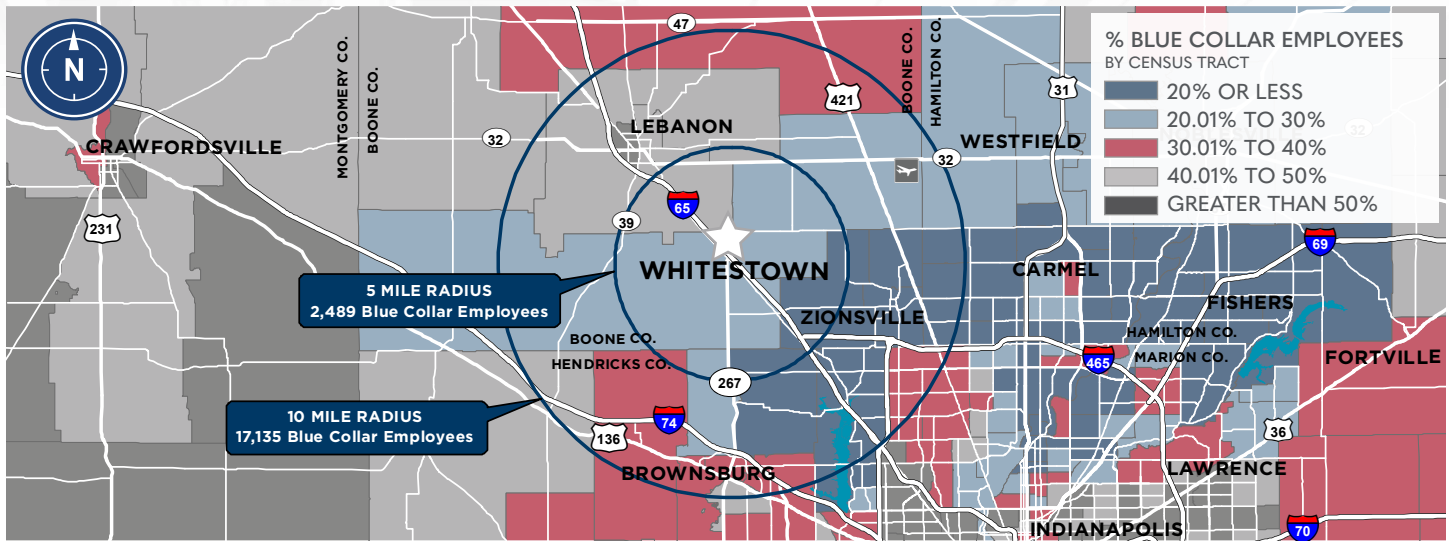 N
47
MONTGOMERY CO.
BOONE CO.
BOONE CO.
HAMILTON CO.
% BLUE COLLAR EMPLOYEES
BY CENSUS TRACT
20% OR LESS
20.01% TO 30%
30.01% TO 40%
40.01% TO 50%
GREATER THAN 50%
NOBLESVILLE
32
31
421
LEBANON
32
CRAWFORDSVILLE
WESTFIELD
32
231
65
39
69
WHITESTOWN
CARMEL
5 MILE RADIUS
2,489 Blue Collar Employees
FISHERS
ZIONSVILLE
HAMILTON CO.
BOONE CO.
MARION CO.
HENDRICKS CO.
465
FORTVILLE
267
10 MILE RADIUS
17,135 Blue Collar Employees
74
136
36
BROWNSBURG
LAWRENCE
INDIANAPOLIS
70